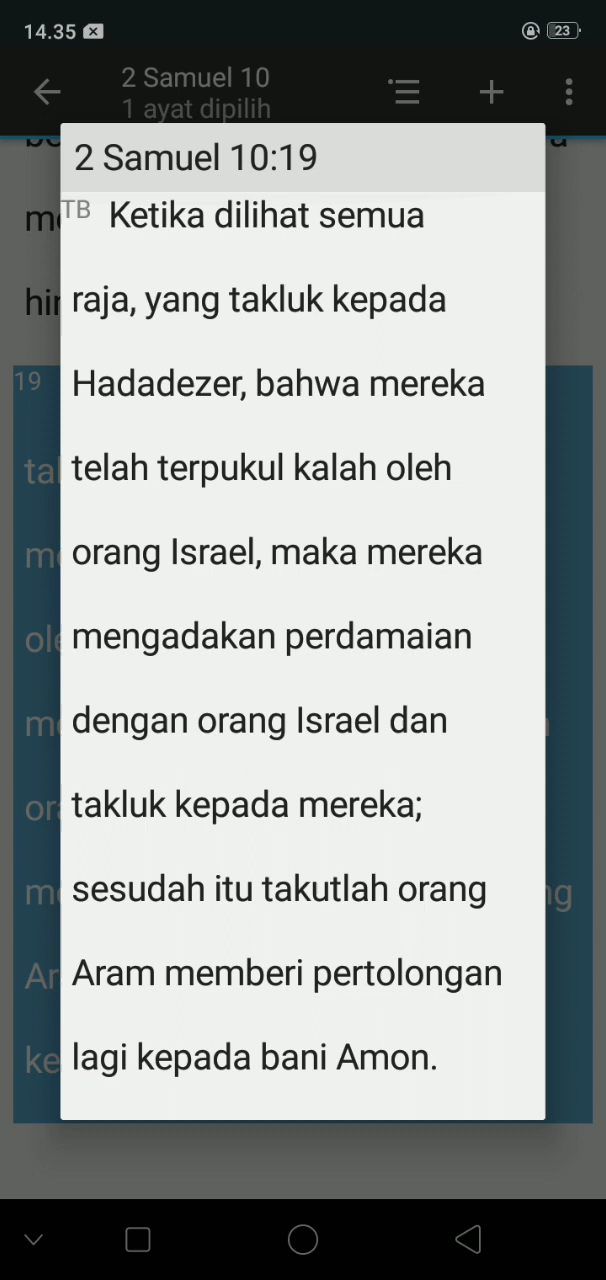 14.35
23
2 Samuel 10
1 ayat dipilih
2 Samuel 10:19
TB Ketika dilihat semua
raja, yang takluk kepada
Hadadezer, bahwa mereka
telah terpukul kalah oleh
orang Israel, maka mereka
mengadakan perdamaian
dengan orang Israel dan
takluk kepada mereka;
sesudah itu takutlah orang
Aram memberi pertolongan
lagi kepada bani Amon.
19